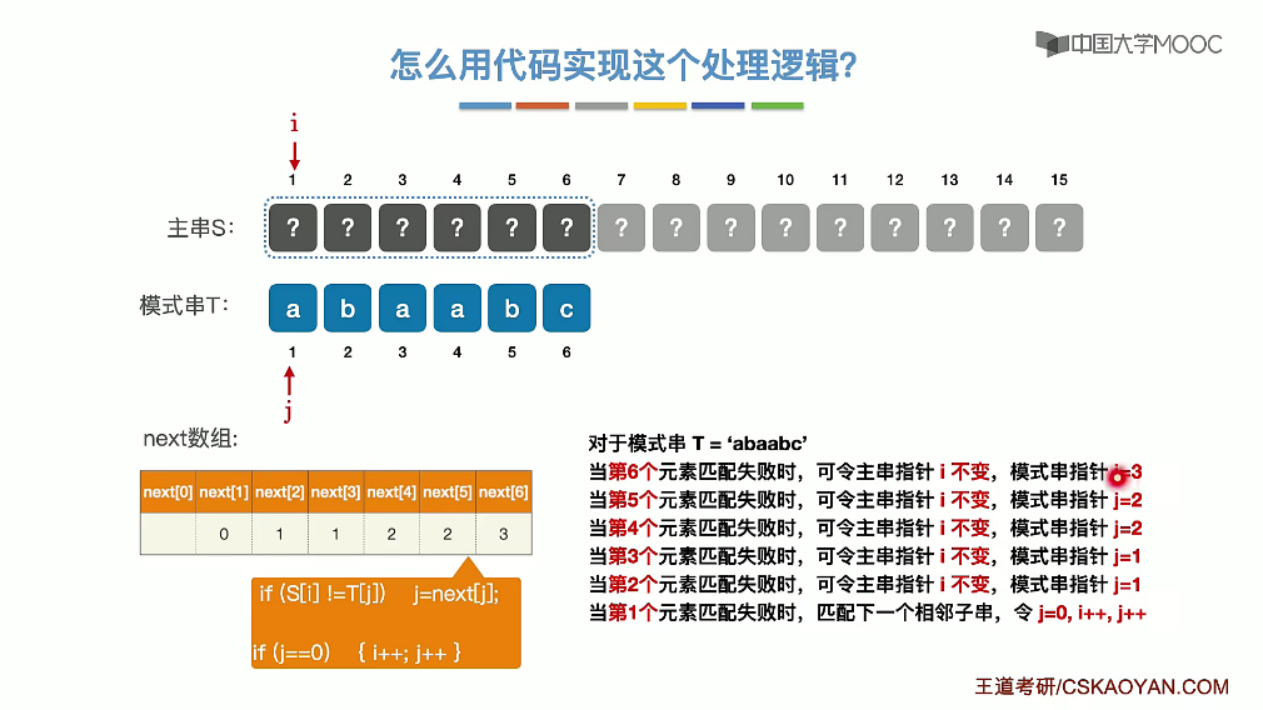 中国大学MOOC
怎么用代码实现这个处理逻辑?
i
1 2 3 4 5 6 7 8 9 10 11 12 13 14 15
主串S: ? ? ? ? ? ? ? ? ? ? ? ? ? ? ?
模式串T: a b a a b c
1 2 3 4 5 6
j
next数组:
next[0] next[1] next[2] next[3] next[4] next[5] next[6]
0 1 1 2 2 3
if (S[i] !=T[j]) j=next[j];
if (j==0) { i++; j++ }
对于模式串 T = ‘abaabc’
当第6个元素匹配失败时，可令主串指针 i 不变，模式串指针 j=3
当第5个元素匹配失败时，可令主串指针 i 不变，模式串指针 j=2
当第4个元素匹配失败时，可令主串指针 i 不变，模式串指针 j=2
当第3个元素匹配失败时，可令主串指针 i 不变，模式串指针 j=1
当第2个元素匹配失败时，可令主串指针 i 不变，模式串指针 j=1
当第1个元素匹配失败时，匹配下一个相邻子串，令 j=0, i++, j++
王道考研/CSKAOYAN.COM